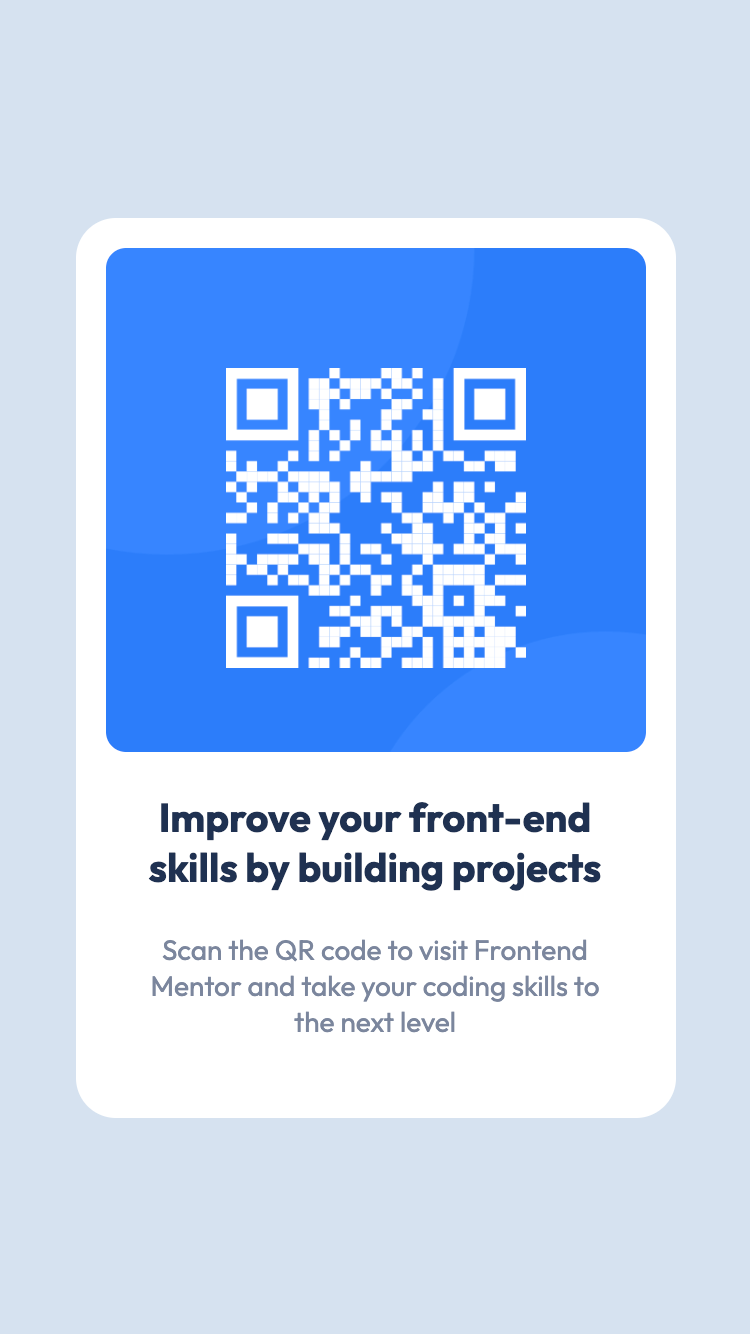 Improve your front-end
skills by building projects
Scan the QR code to visit Frontend
Mentor and take your coding skills to
the next level